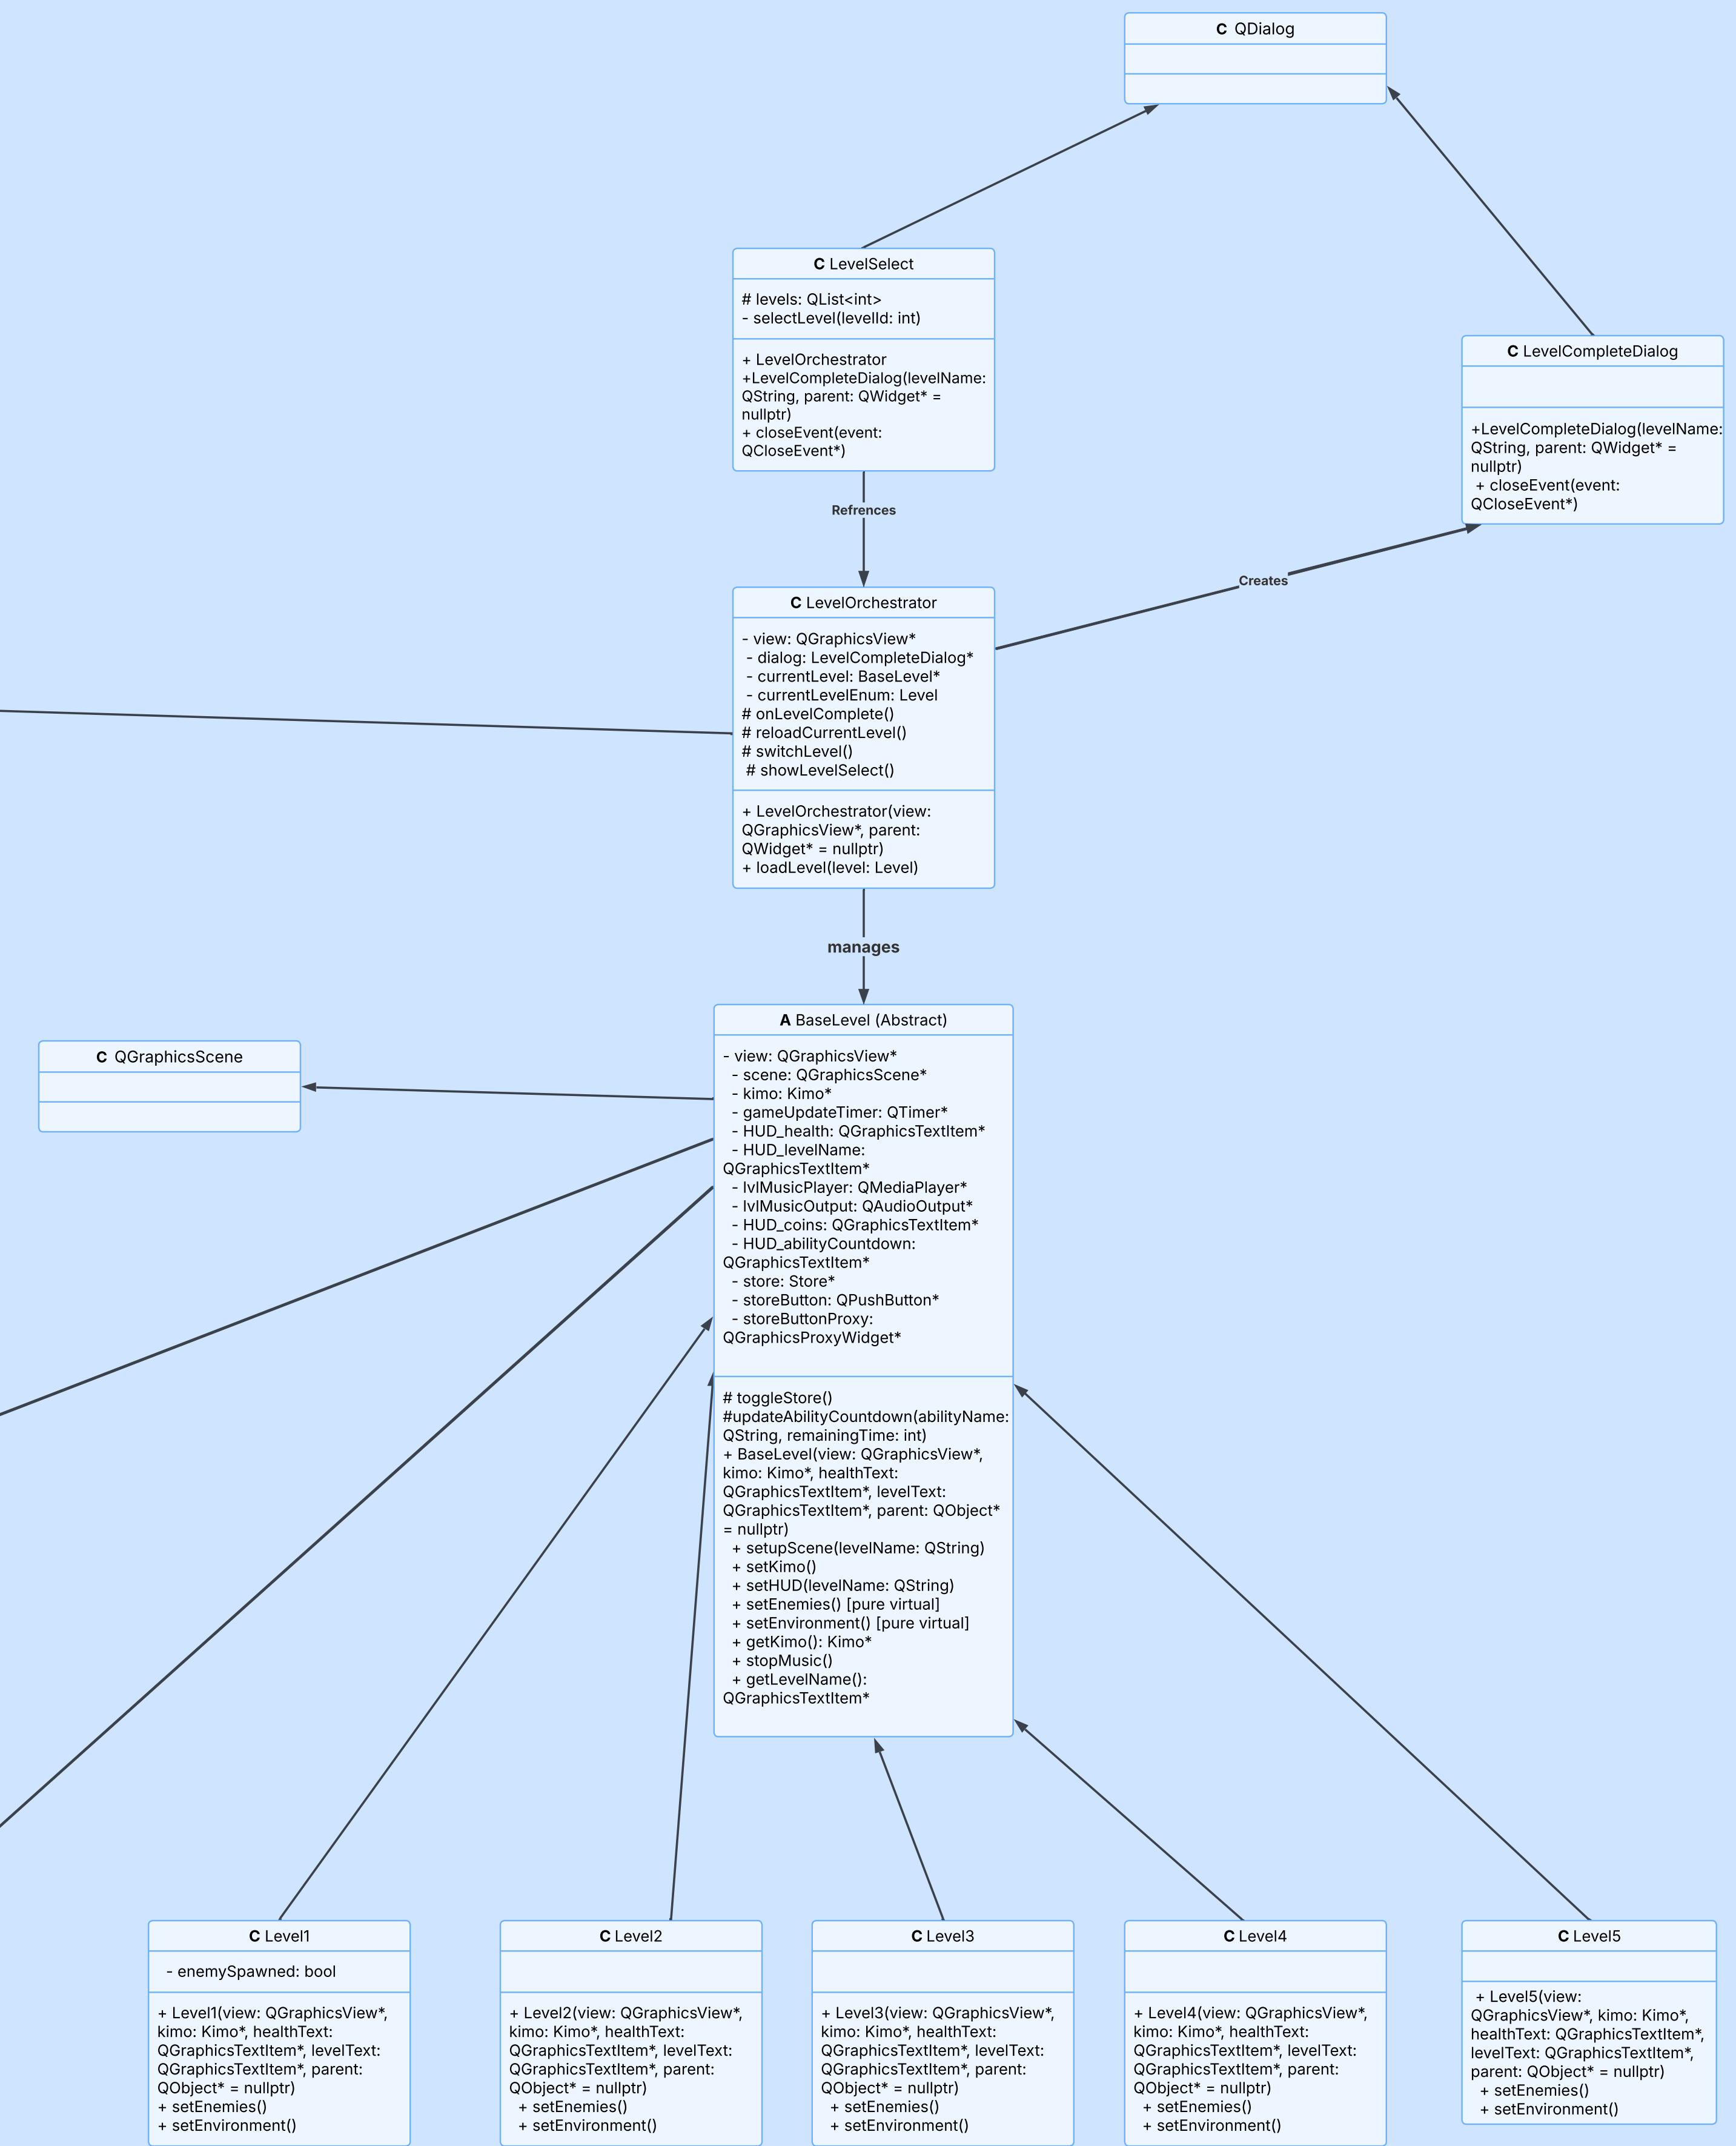 C QDialog
C LevelSelect
# levels: QList<int>
- selectLevel(levelId: int)
+ LevelOrchestrator
+LevelCompleteDialog(levelName:
QString, parent: QWidget* =
nullptr)
+ closeEvent(event:
QCloseEvent*)
C LevelCompleteDialog
+LevelCompleteDialog(levelName:
QString, parent: QWidget* =
nullptr)
+ closeEvent(event:
QCloseEvent*)
Refrences
Creates
C LevelOrchestrator
- view: QGraphicsView*
- dialog: LevelCompleteDialog*
- currentLevel: BaseLevel*
- currentLevelEnum: Level
# onLevelComplete()
# reloadCurrentLevel()
# switchLevel()
# showLevelSelect()
+ LevelOrchestrator(view:
QGraphicsView*, parent:
QWidget* = nullptr)
+ loadLevel(level: Level)
manages
C QGraphicsScene
A BaseLevel (Abstract)
- view: QGraphicsView*
- scene: QGraphicsScene*
- kimo: Kimo*
- gameUpdateTimer: QTimer*
- HUD_health: QGraphicsTextItem*
- HUD_levelName:
QGraphicsTextItem*
- lvlMusicPlayer: QMediaPlayer*
- lvlMusicOutput: QAudioOutput*
- HUD_coins: QGraphicsTextItem*
- HUD_abilityCountdown:
QGraphicsTextItem*
- store: Store*
- storeButton: QPushButton*
- storeButtonProxy:
QGraphicsProxyWidget*
# toggleStore()
#updateAbilityCountdown(abilityName:
QString, remainingTime: int)
+ BaseLevel(view: QGraphicsView*,
kimo: Kimo*, healthText:
QGraphicsTextItem*, levelText:
QGraphicsTextItem*, parent: QObject*
= nullptr)
+ setupScene(levelName: QString)
+ setKimo()
+ setHUD(levelName: QString)
+ setEnemies() [pure virtual]
+ setEnvironment() [pure virtual]
+ getKimo(): Kimo*
+ stopMusic()
+ getLevelName():
QGraphicsTextItem*
C Level1
- enemySpawned: bool
+ Level1(view: QGraphicsView*,
kimo: Kimo*, healthText:
QGraphicsTextItem*, levelText:
QGraphicsTextItem*, parent:
QObject* = nullptr)
+ setEnemies()
+ setEnvironment()
C Level2
+ Level2(view: QGraphicsView*,
kimo: Kimo*, healthText:
QGraphicsTextItem*, levelText:
QGraphicsTextItem*, parent:
QObject* = nullptr)
+ setEnemies()
+ setEnvironment()
C Level3
+ Level3(view: QGraphicsView*,
kimo: Kimo*, healthText:
QGraphicsTextItem*, levelText:
QGraphicsTextItem*, parent:
QObject* = nullptr)
+ setEnemies()
+ setEnvironment()
C Level4
+ Level4(view: QGraphicsView*,
kimo: Kimo*, healthText:
QGraphicsTextItem*, levelText:
QGraphicsTextItem*, parent:
QObject* = nullptr)
+ setEnemies()
+ setEnvironment()
C Level5
+ Level5(view:
QGraphicsView*, kimo: Kimo*,
healthText: QGraphicsTextItem*,
levelText: QGraphicsTextItem*,
parent: QObject* = nullptr)
+ setEnemies()
+ setEnvironment()